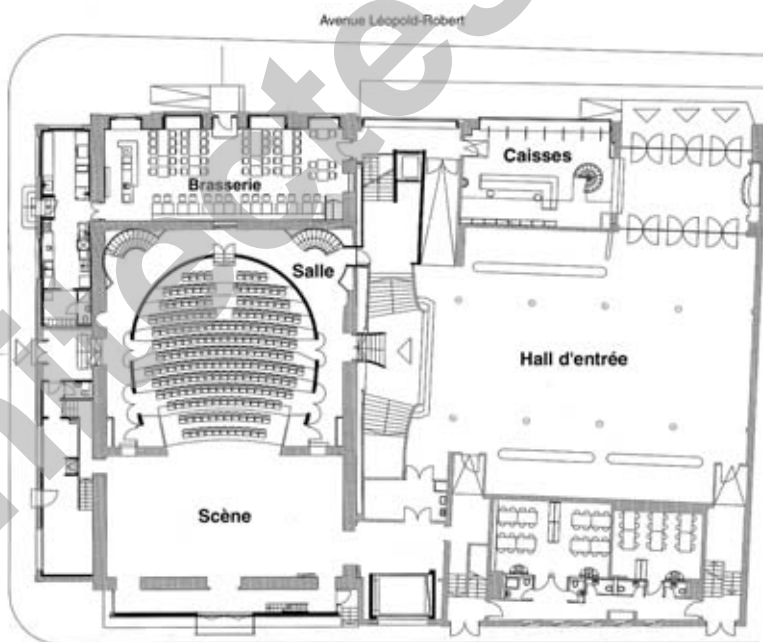 Avenue Léopold-Robert
Caisses
Brasserie
Salle
Hall d'entrée
Scène